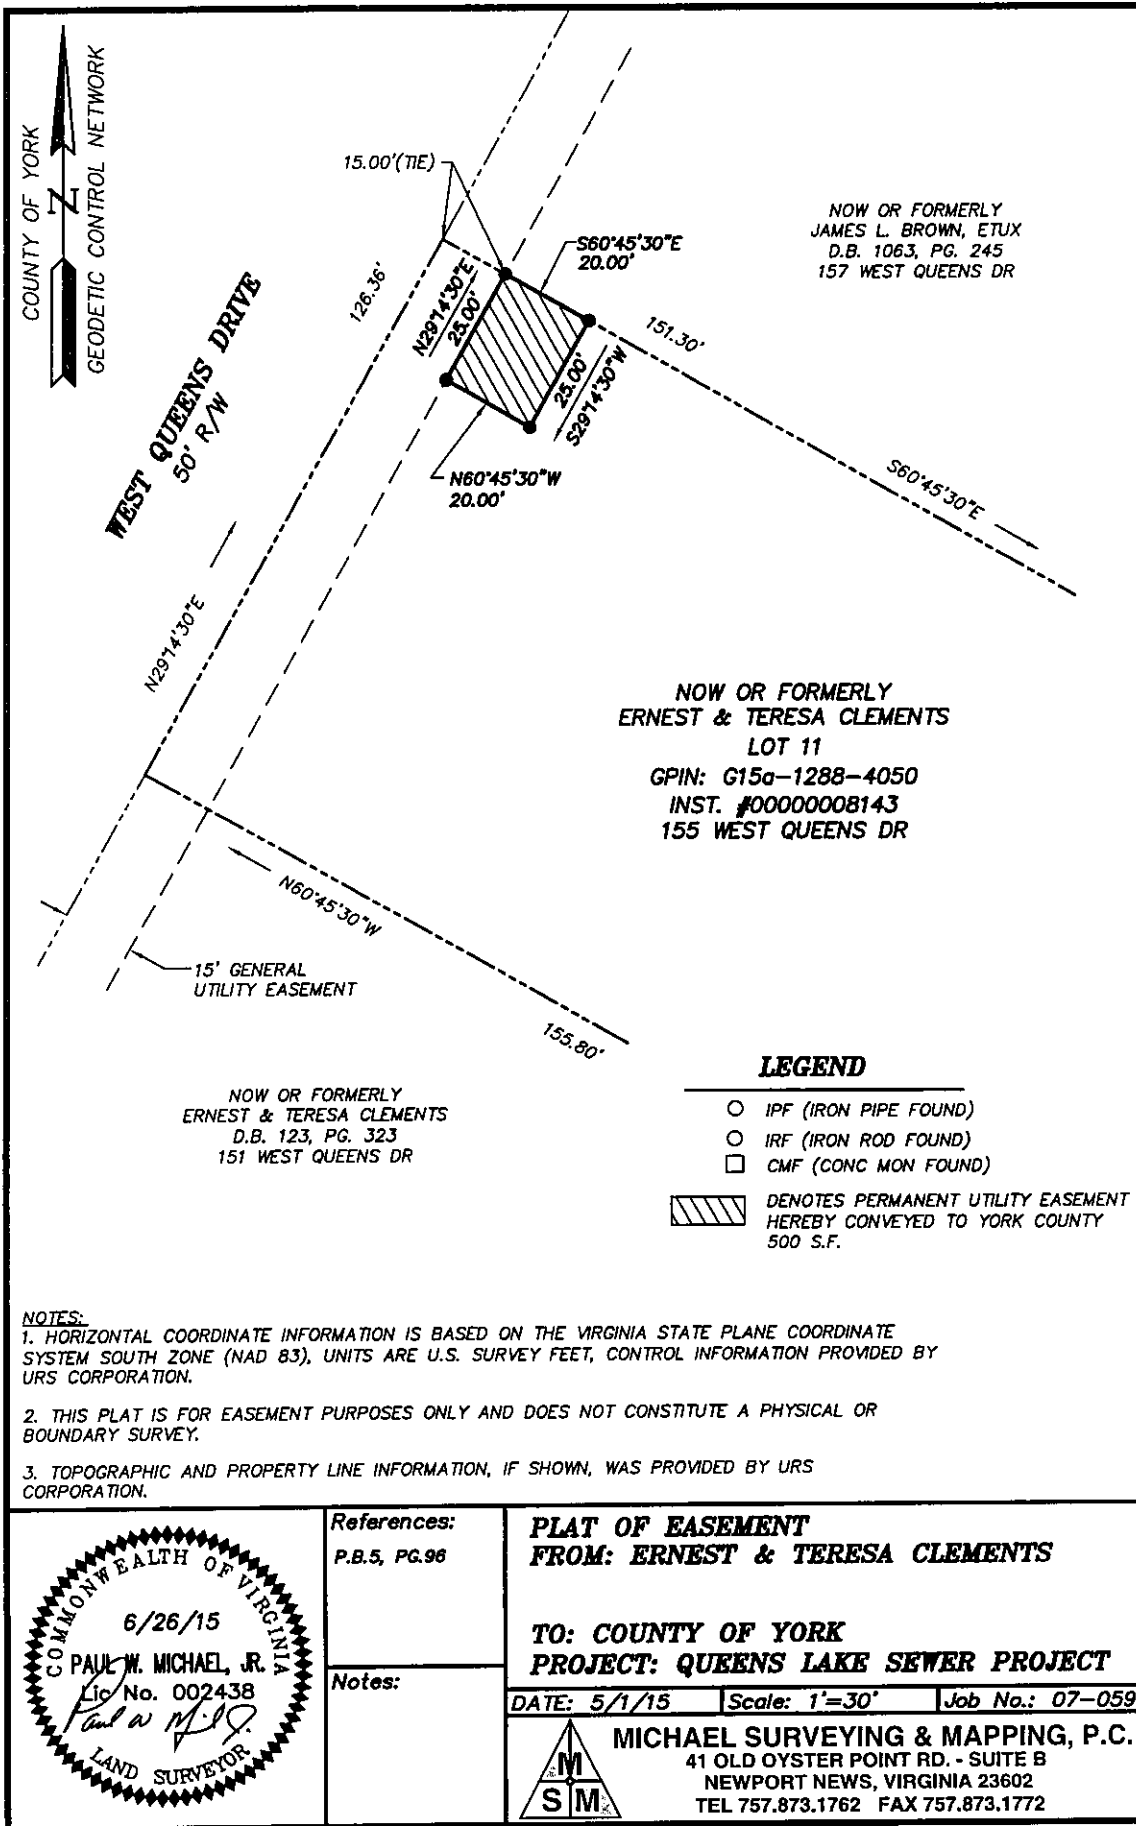 COUNTY OF YORK
N
GEODETIC CONTROL NETWORK
15.00'(TIE)
NOW OR FORMERLY
JAMES L. BROWN, ETUX
D.B. 1063, PG. 245
157 WEST QUEENS DR
S60°45'30"E
20.00'
126.36'
N29°14'30"E
25.00'
151.30'
25.00'
S29°14'30"W
WEST QUEENS DRIVE
50' R/W
N60°45'30"W
20.00'
S60°45'30"E
N29°14'30"E
NOW OR FORMERLY
ERNEST & TERESA CLEMENTS
LOT 11
GPIN: G15a-1288-4050
INST. #00000008143
155 WEST QUEENS DR
N60°45'30"W
15' GENERAL
UTILITY EASEMENT
155.80'
NOW OR FORMERLY
ERNEST & TERESA CLEMENTS
D.B. 123, PG. 323
151 WEST QUEENS DR
LEGEND
IPF (IRON PIPE FOUND)
IRF (IRON ROD FOUND)
CMF (CONC MON FOUND)
DENOTES PERMANENT UTILITY EASEMENT
HEREBY CONVEYED TO YORK COUNTY
500 S.F.
NOTES:
1. HORIZONTAL COORDINATE INFORMATION IS BASED ON THE VIRGINIA STATE PLANE COORDINATE
SYSTEM SOUTH ZONE (NAD 83), UNITS ARE U.S. SURVEY FEET, CONTROL INFORMATION PROVIDED BY
URS CORPORATION.
2. THIS PLAT IS FOR EASEMENT PURPOSES ONLY AND DOES NOT CONSTITUTE A PHYSICAL OR
BOUNDARY SURVEY.
3. TOPOGRAPHIC AND PROPERTY LINE INFORMATION, IF SHOWN, WAS PROVIDED BY URS
CORPORATION.
COMMONWEALTH OF VIRGINIA
6/26/15
PAUL W. MICHAEL, JR.
Lic No. 002438
LAND SURVEYOR
References:
P.B.5, PG.96
Notes:
PLAT OF EASEMENT
FROM: ERNEST & TERESA CLEMENTS
TO: COUNTY OF YORK
PROJECT: QUEENS LAKE SEWER PROJECT
DATE: 5/1/15 Scale: 1'=30' Job No.: 07-059
M
S M
MICHAEL SURVEYING & MAPPING, P.C.
41 OLD OYSTER POINT RD. - SUITE B
NEWPORT NEWS, VIRGINIA 23602
TEL 757.873.1762 FAX 757.873.1772